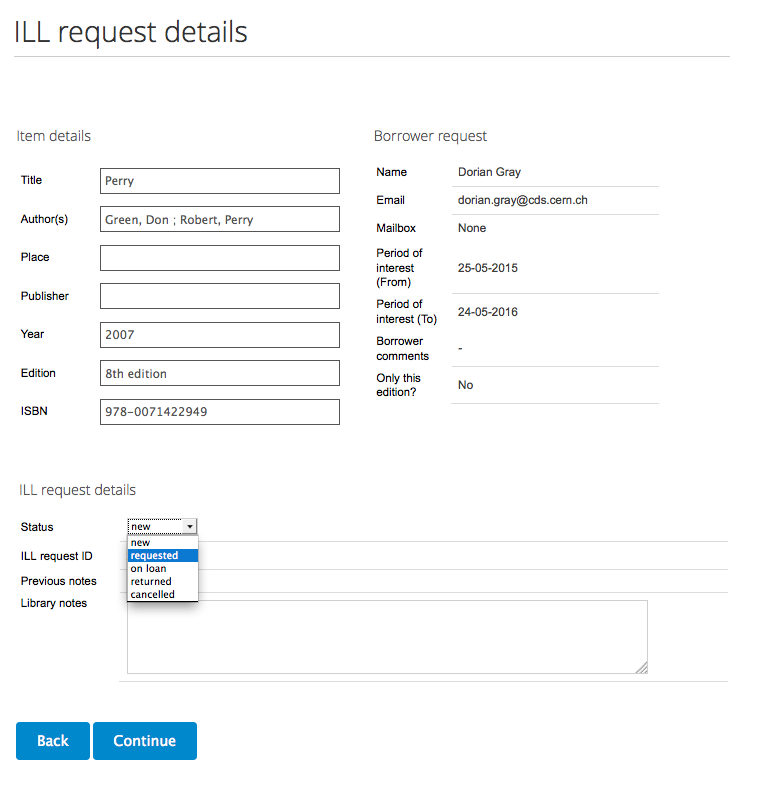 ILL request details
Item details
Title Perry
Author(s) Green, Don ; Robert, Perry
Place
Publisher
Year 2007
Edition 8th edition
ISBN 978-0071422949
Borrower request
Name Dorian Gray
Email dorian.gray@cds.cern.ch
Mailbox None
Period of
interest
(From) 25-05-2015
Period of
interest (To) 24-05-2016
Borrower
comments -
Only this
edition? No
ILL request details
Status new
new
requested
on loan
returned
cancelled
ILL request ID
Previous notes
Library notes
Back Continue